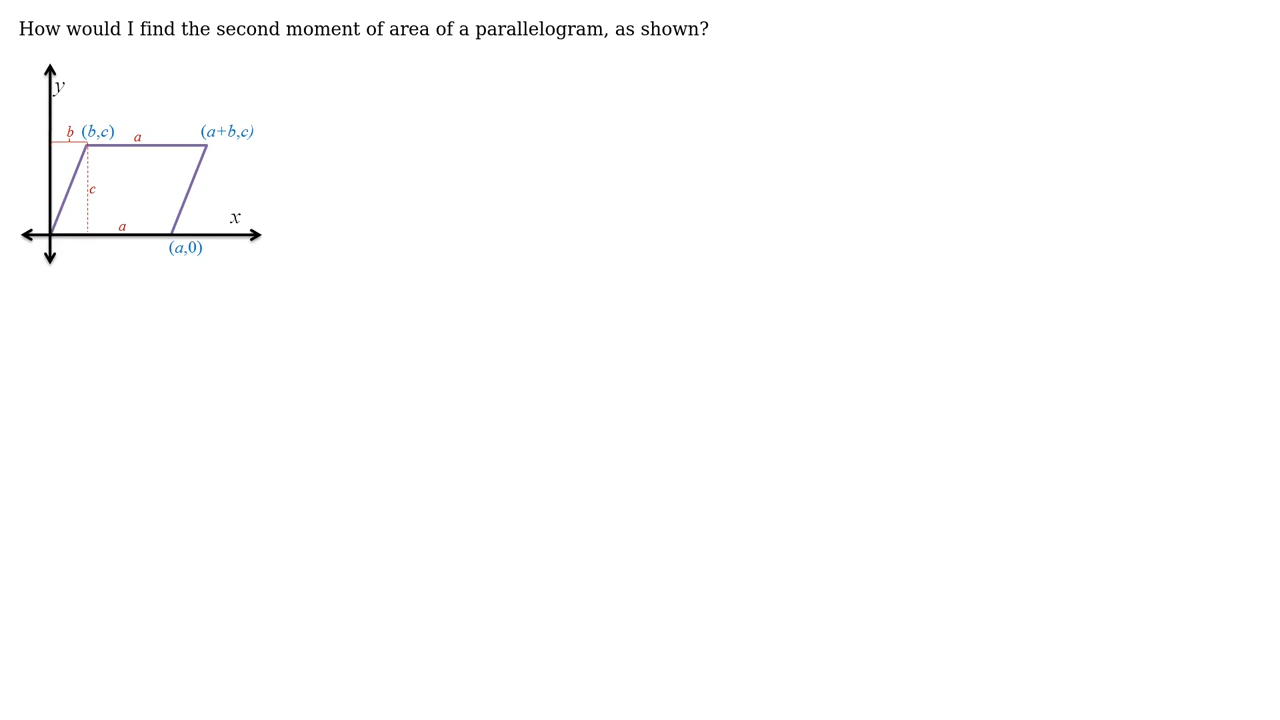 How would I find the second moment of area of a parallelogram, as shown?
y
b (b,c) a (a+b,c)
c
a x
(a,0)